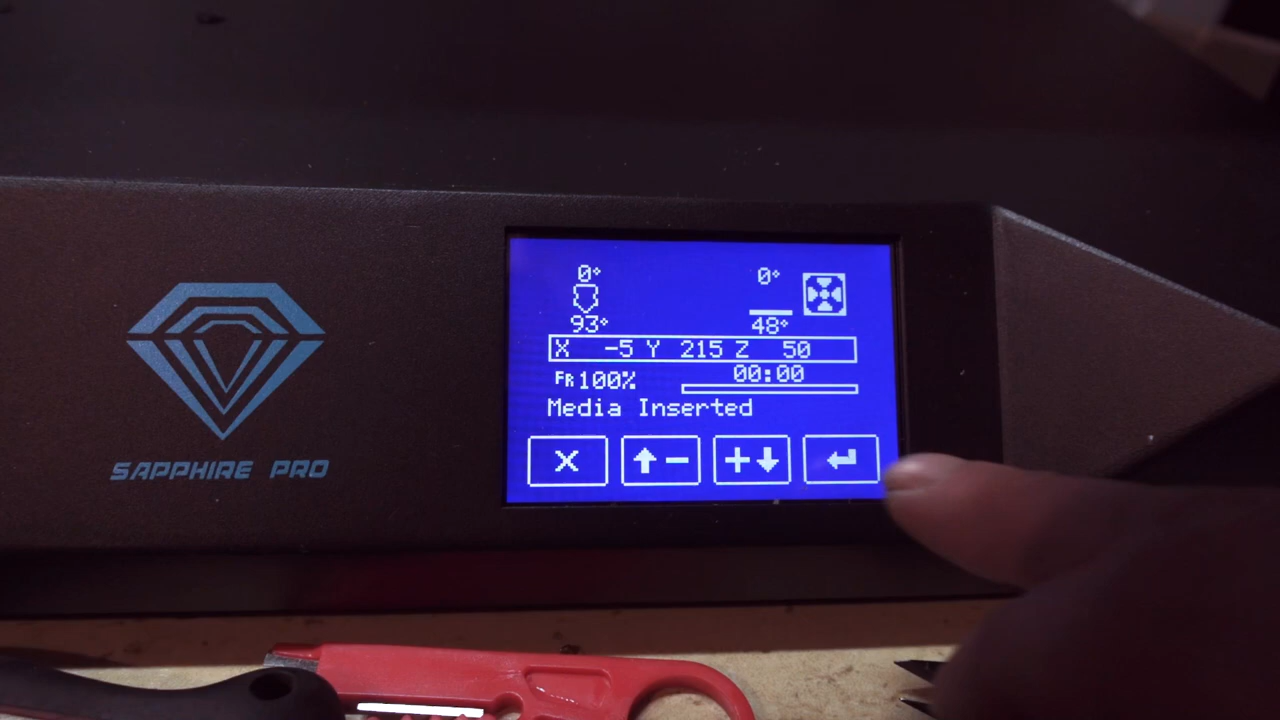 0° 0°
93° 48°
X -5 Y 215 Z 50
FR 100% 00:00
Media Inserted
X ↑− +↓ ↵
SAPPHIRE PRO